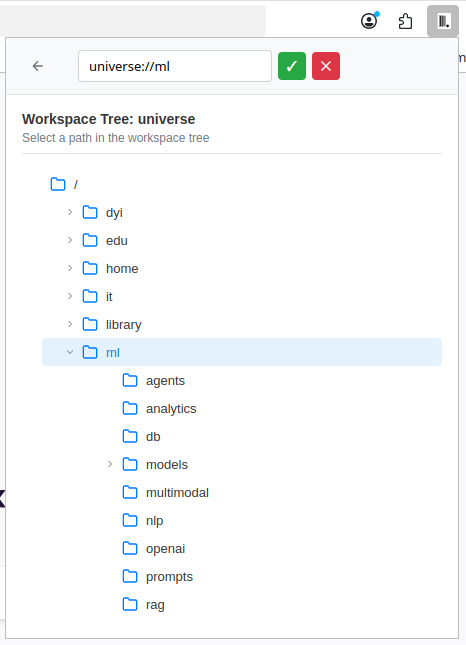 universe://ml
Workspace Tree: universe
Select a path in the workspace tree
/
dyi
edu
home
it
library
ml
agents
analytics
db
models
multimodal
nlp
openai
prompts
rag